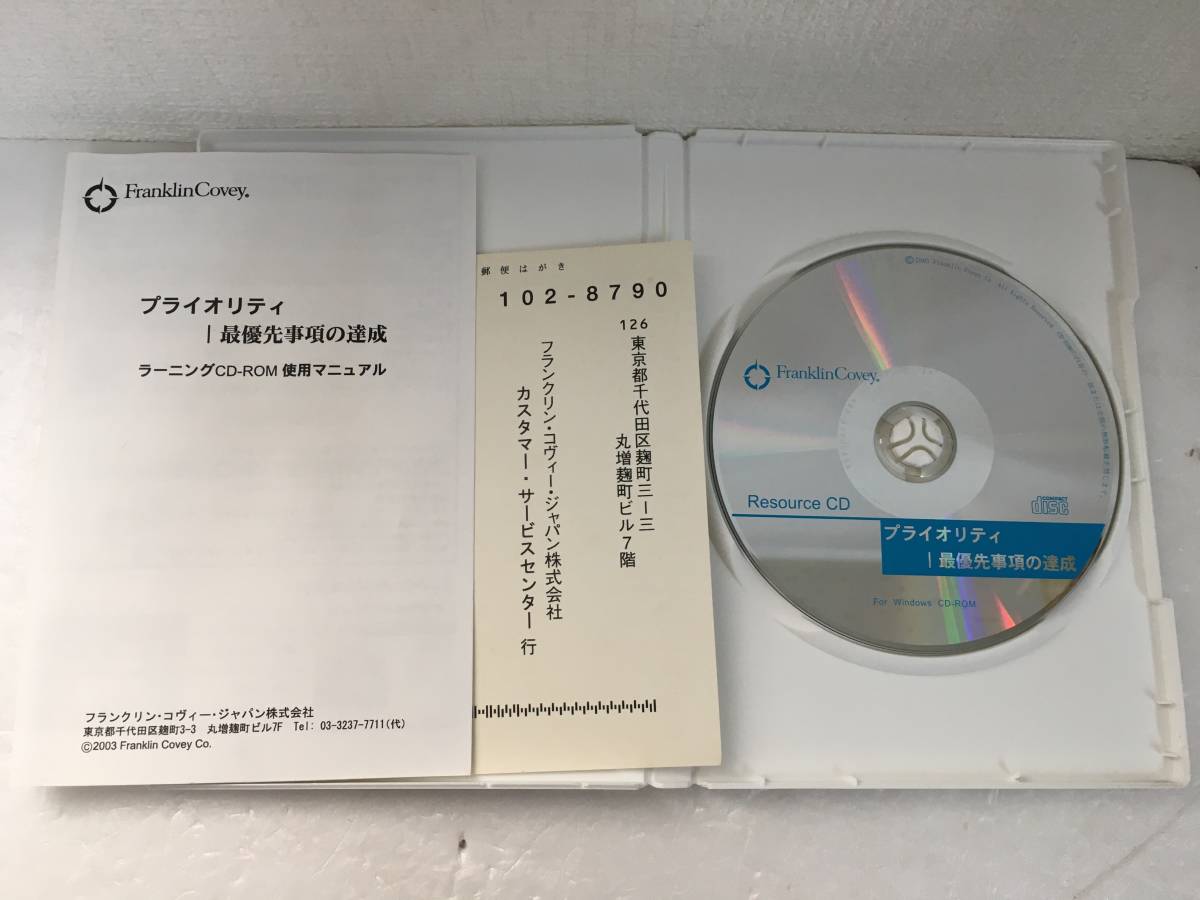 FranklinCovey®
プライオリティ
|最優先事項の達成
ラーニングCD-ROM 使用マニュアル
フランクリン・コヴィー・ジャパン株式会社
東京都千代田区麹町3-3 丸増麹町ビル7F Tel: 03-3237-7711(代)
©2003 Franklin Covey Co.
郵便はがき
102-8790
126
東京都千代田区麹町三ー三
丸増麹町ビル7階
フランクリン・コヴィー・ジャパン株式会社
カスタマー・サービスセンター 行
FranklinCovey®
Resource CD
COMPACT
disc
プライオリティ
|最優先事項の達成
For Windows CD-ROM